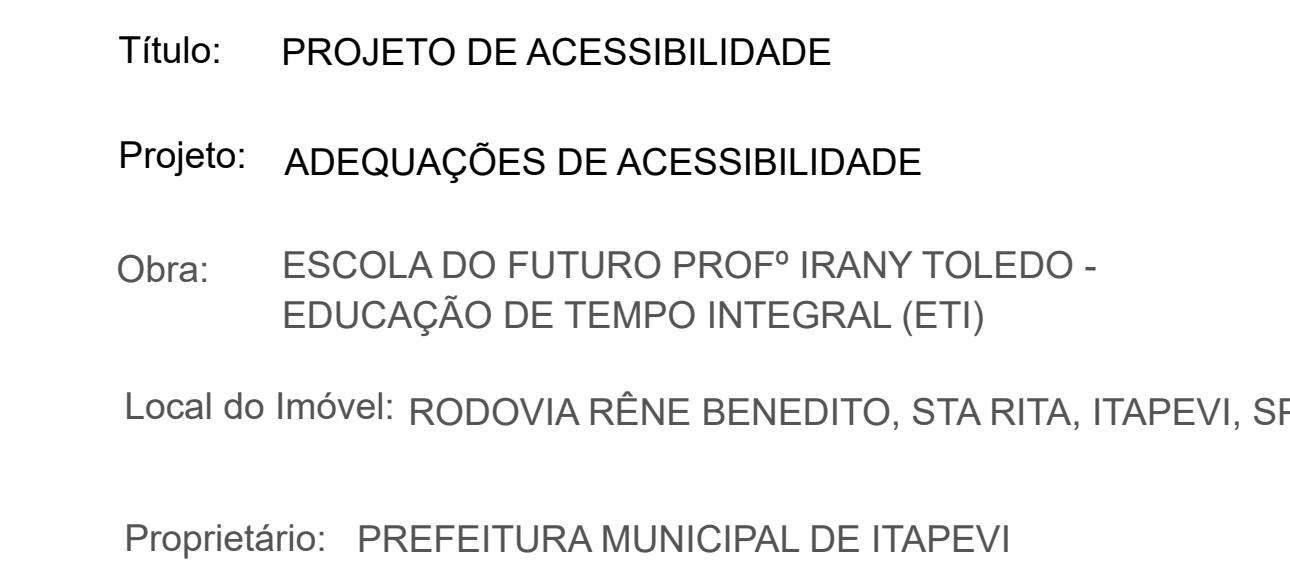 Título: PROJETO DE ACESSIBILIDADE
Projeto: ADEQUAÇÕES DE ACESSIBILIDADE
Obra: ESCOLA DO FUTURO PROFº IRANY TOLEDO -
EDUCAÇÃO DE TEMPO INTEGRAL (ETI)
Local do Imóvel: RODOVIA RÊNE BENEDITO, STA RITA, ITAPEVI, SP
Proprietário: PREFEITURA MUNICIPAL DE ITAPEVI